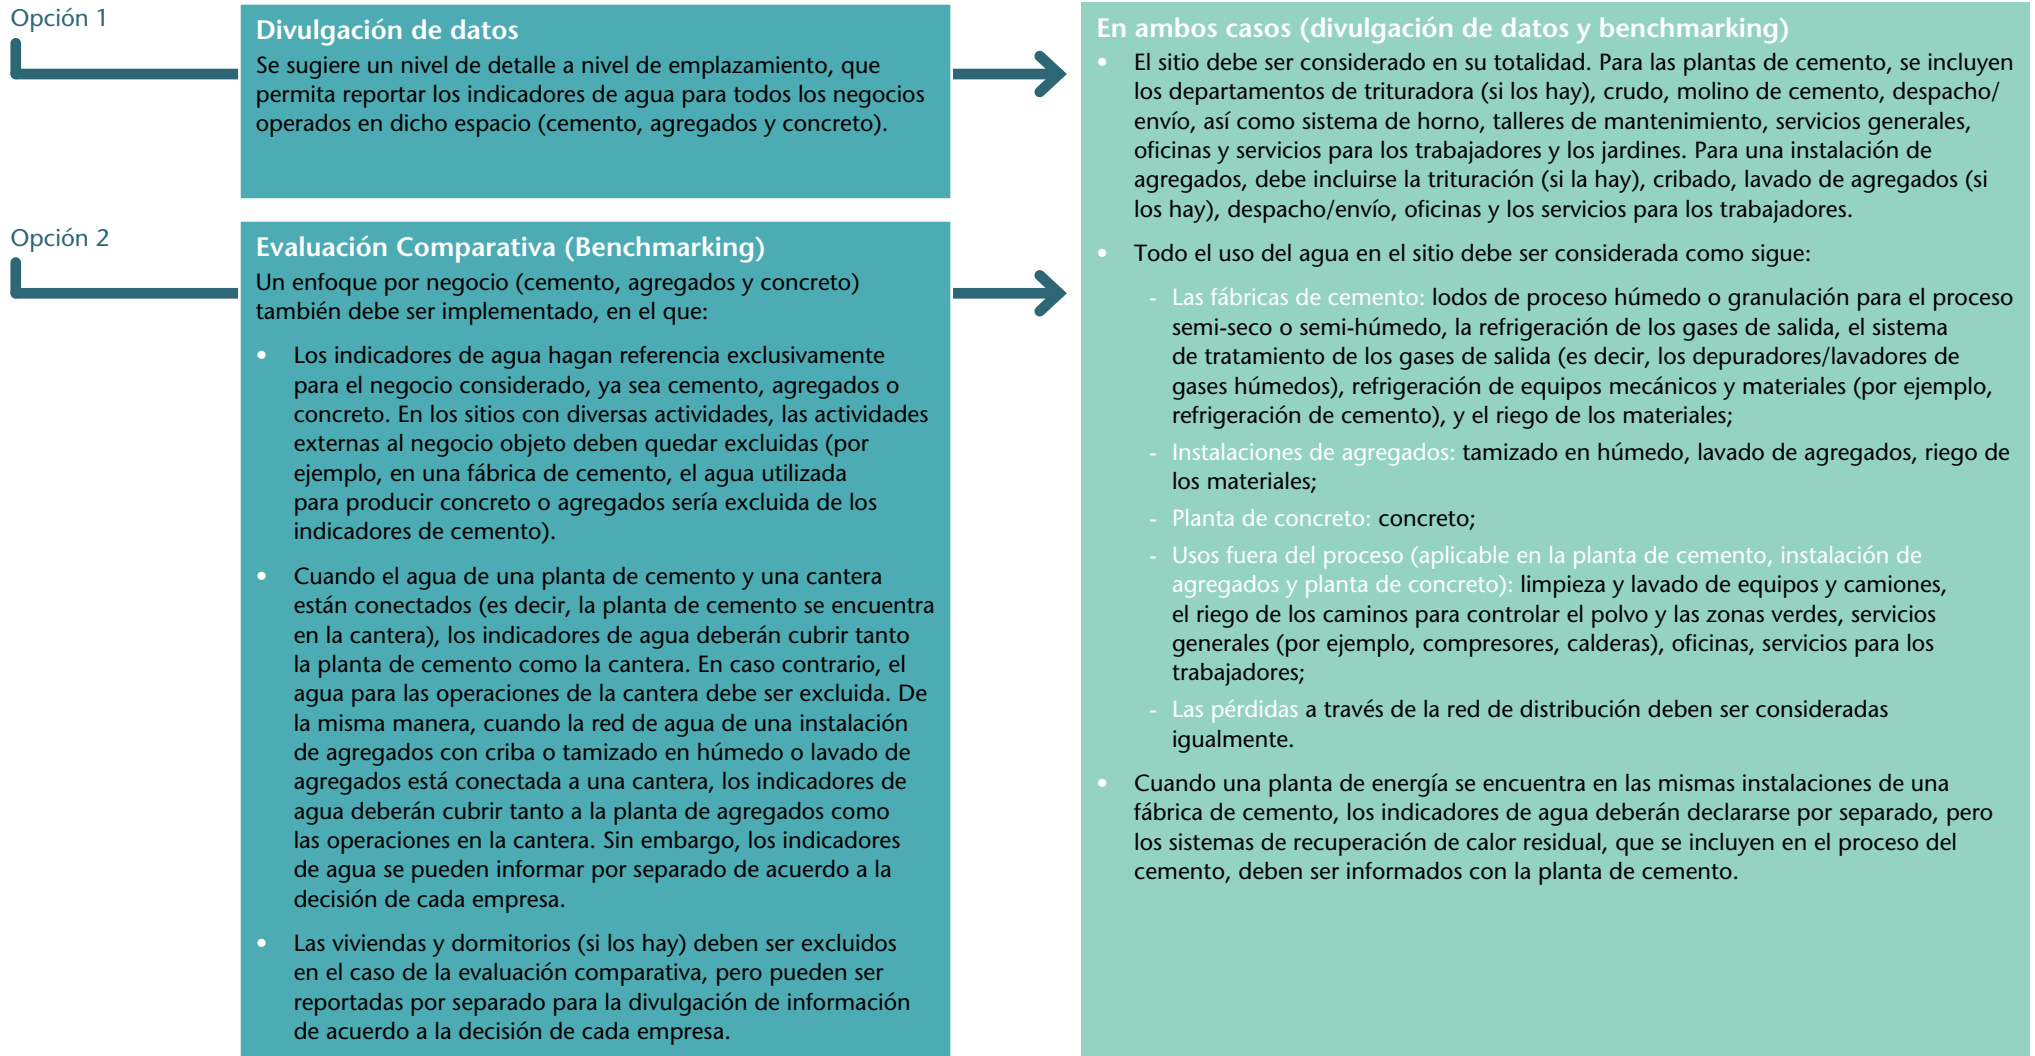 Opción 1
Divulgación de datos
Se sugiere un nivel de detalle a nivel de emplazamiento, que
permita reportar los indicadores de agua para todos los negocios
operados en dicho espacio (cemento, agregados y concreto).
Opción 2
Evaluación Comparativa (Benchmarking)
Un enfoque por negocio (cemento, agregados y concreto)
también debe ser implementado, en el que:
• Los indicadores de agua hagan referencia exclusivamente
para el negocio considerado, ya sea cemento, agregados o
concreto. En los sitios con diversas actividades, las actividades
externas al negocio objeto deben quedar excluidas (por
ejemplo, en una fábrica de cemento, el agua utilizada
para producir concreto o agregados sería excluida de los
indicadores de cemento).
• Cuando el agua de una planta de cemento y una cantera
están conectados (es decir, la planta de cemento se encuentra
en la cantera), los indicadores de agua deberán cubrir tanto
la planta de cemento como la cantera. En caso contrario, el
agua para las operaciones de la cantera debe ser excluida. De
la misma manera, cuando la red de agua de una instalación
de agregados con criba o tamizado en húmedo o lavado de
agregados está conectada a una cantera, los indicadores de
agua deberán cubrir tanto a la planta de agregados como
las operaciones en la cantera. Sin embargo, los indicadores
de agua se pueden informar por separado de acuerdo a la
decisión de cada empresa.
• Las viviendas y dormitorios (si los hay) deben ser excluidos
en el caso de la evaluación comparativa, pero pueden ser
reportadas por separado para la divulgación de información
de acuerdo a la decisión de cada empresa.
En ambos casos (divulgación de datos y benchmarking)
• El sitio debe ser considerado en su totalidad. Para las plantas de cemento, se incluyen
los departamentos de trituradora (si los hay), crudo, molino de cemento, despacho/
envío, así como sistema de horno, talleres de mantenimiento, servicios generales,
oficinas y servicios para los trabajadores y los jardines. Para una instalación de
agregados, debe incluirse la trituración (si la hay), cribado, lavado de agregados (si
los hay), despacho/envío, oficinas y los servicios para los trabajadores.
• Todo el uso del agua en el sitio debe ser considerada como sigue:
- Las fábricas de cemento: lodos de proceso húmedo o granulación para el proceso
semi-seco o semi-húmedo, la refrigeración de los gases de salida, el sistema
de tratamiento de los gases de salida (es decir, los depuradores/lavadores de
gases húmedos), refrigeración de equipos mecánicos y materiales (por ejemplo,
refrigeración de cemento), y el riego de los materiales;
- Instalaciones de agregados: tamizado en húmedo, lavado de agregados, riego de
los materiales;
- Planta de concreto: concreto;
- Usos fuera del proceso (aplicable en la planta de cemento, instalación de
agregados y planta de concreto): limpieza y lavado de equipos y camiones,
el riego de los caminos para controlar el polvo y las zonas verdes, servicios
generales (por ejemplo, compresores, calderas), oficinas, servicios para los
trabajadores;
- Las pérdidas a través de la red de distribución deben ser consideradas
igualmente.
• Cuando una planta de energía se encuentra en las mismas instalaciones de una
fábrica de cemento, los indicadores de agua deberán declararse por separado, pero
los sistemas de recuperación de calor residual, que se incluyen en el proceso del
cemento, deben ser informados con la planta de cemento.